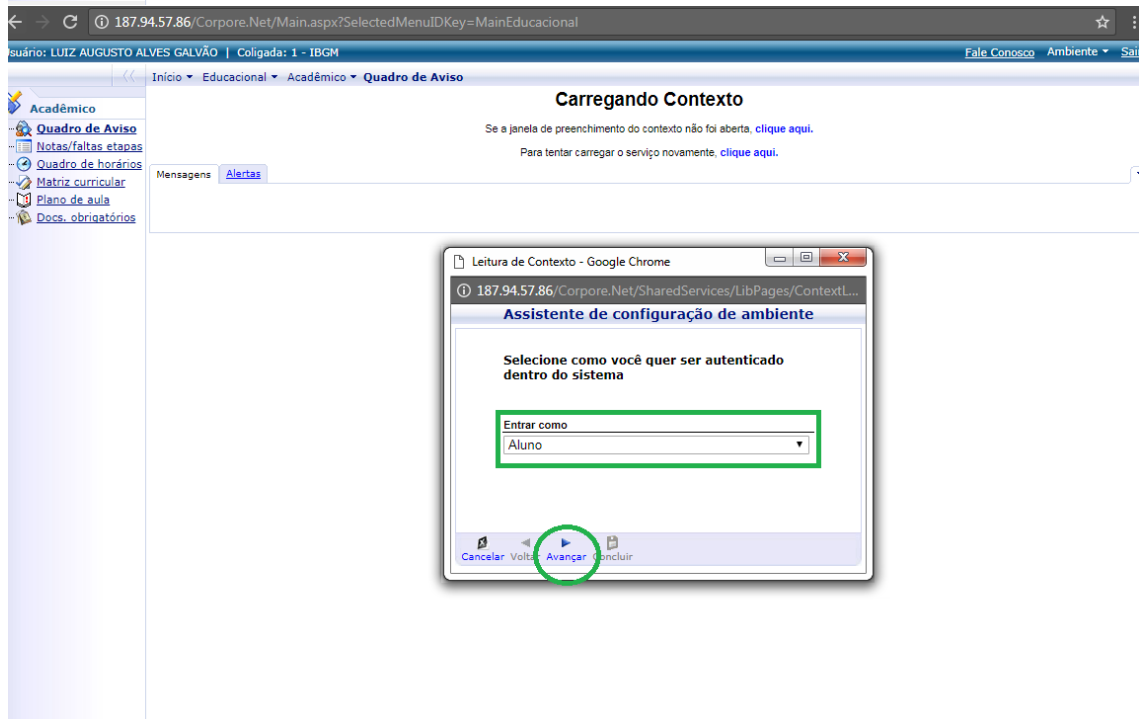 187.94.57.86/Corpore.Net/Main.aspx?SelectedMenuIDKey=MainEducacional
Usuário: LUIZ AUGUSTO ALVES GALVÃO | Coligada: 1 - IBGM
Fale Conosco Ambiente Sair
Início Educacional Acadêmico Quadro de Aviso
Acadêmico
Quadro de Aviso
Notas/faltas etapas
Quadro de horários
Matriz curricular
Plano de aula
Docs. obrigatórios
Carregando Contexto
Se a janela de preenchimento do contexto não foi aberta, clique aqui.
Para tentar carregar o serviço novamente, clique aqui.
Mensagens Alertas
Leitura de Contexto - Google Chrome
187.94.57.86/Corpore.Net/SharedServices/LibPages/ContextL...
Assistente de configuração de ambiente
Selecione como você quer ser autenticado
dentro do sistema
Entrar como
Aluno
Cancelar Voltar Avançar Concluir